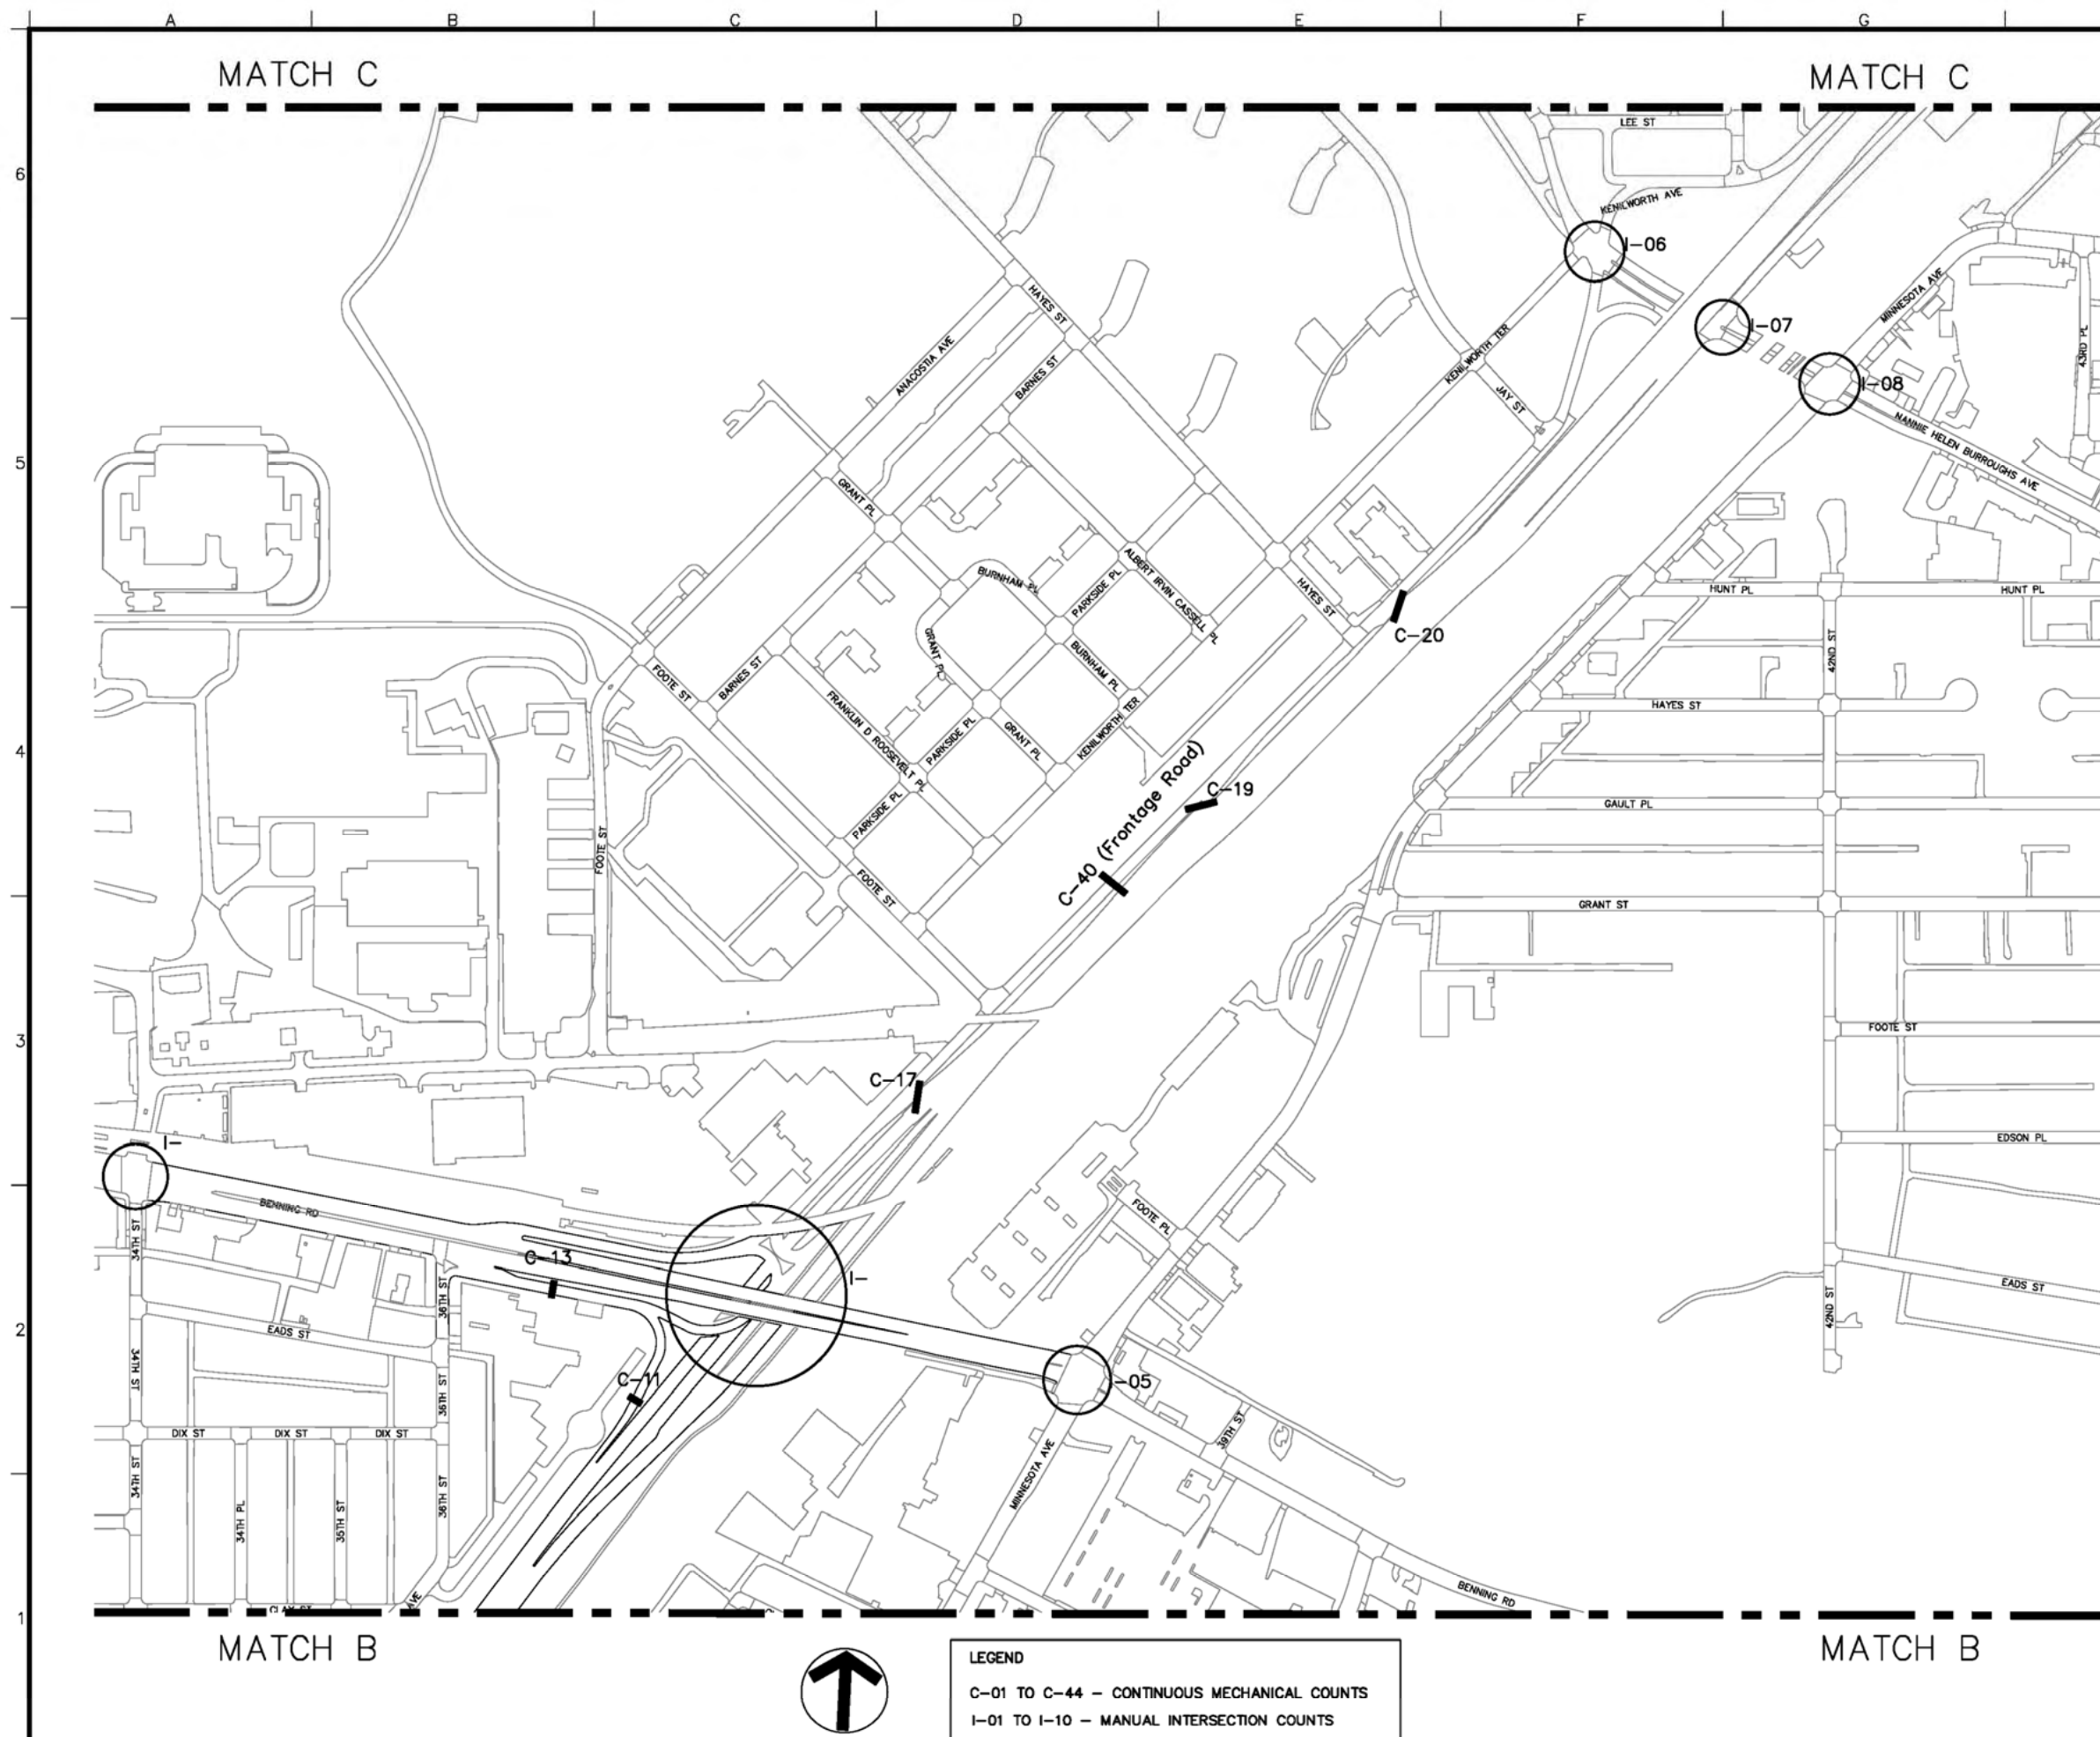 A B C D E F G
MATCH C MATCH C
LEE ST
6
KENILWORTH AVE
I-06
HAYES ST
MINNESOTA AVE
I-07
43RD PL
ANACOSTIA AVE
BARNES ST
KENILWORTH TER
I-08
JAY ST
NANNIE HELEN BURROUGHS AVE
5
GRANT PL
ALBERT IRVIN CASSELL PL
BURNHAM PL
PARKSIDE PL
HAYES ST
HUNT PL HUNT PL
C-20
GRANT PL
42ND ST
BURNHAM PL
FOOTE ST
BARNES ST
FRANKLIN D ROOSEVELT PL
HAYES ST
PARKSIDE PL
GRANT PL
KENILWORTH TER
4
C-19
GAULT PL
PARKSIDE PL
C-40 (Frontage Road)
FOOTE ST
FOOTE ST
GRANT ST
FOOTE ST
3
C-17
EDSON PL
I-
BENNING RD
FOOTE PL
34TH ST
C-13
I-
EADS ST
36TH ST
42ND ST
2
EADS ST
34TH ST
C-11
-05
36TH ST
39TH ST
DIX ST DIX ST DIX ST
MINNESOTA AVE
34TH ST
36TH ST
34TH PL
35TH ST
BENNING RD
AVE
1
MATCH B MATCH B
LEGEND
C-01 TO C-44 - CONTINUOUS MECHANICAL COUNTS
I-01 TO I-10 - MANUAL INTERSECTION COUNTS